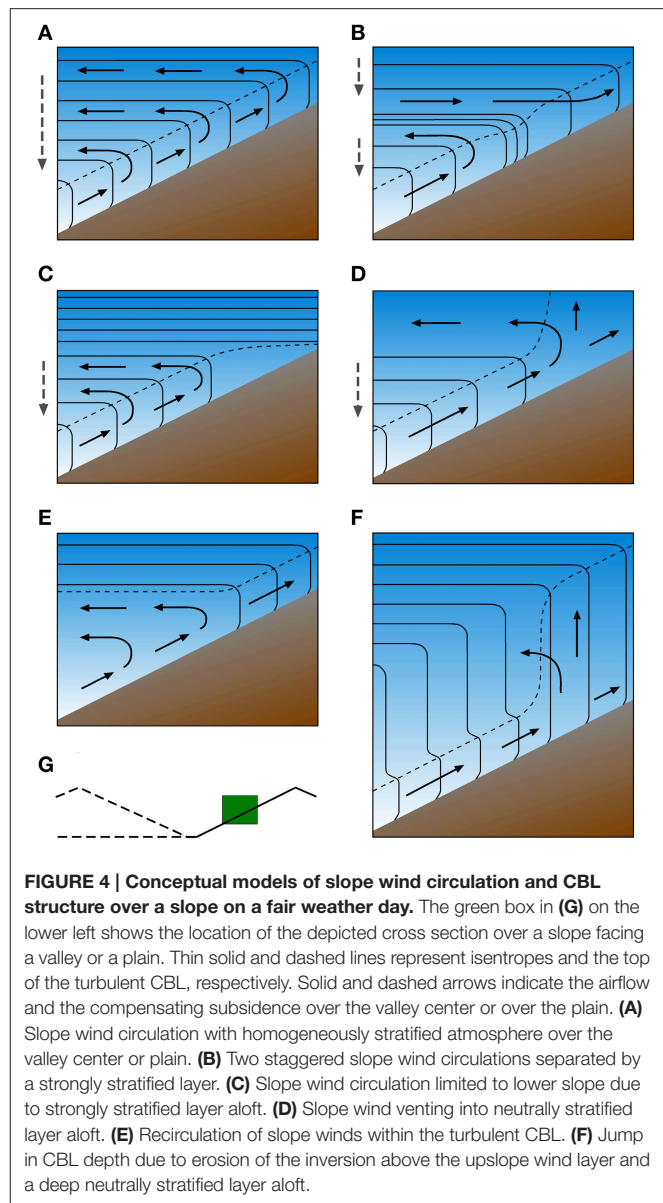 A
B
C
D
E
F
G
FIGURE 4 | Conceptual models of slope wind circulation and CBL
structure over a slope on a fair weather day. The green box in (G) on the
lower left shows the location of the depicted cross section over a slope facing
a valley or a plain. Thin solid and dashed lines represent isentropes and the top
of the turbulent CBL, respectively. Solid and dashed arrows indicate the airflow
and the compensating subsidence over the valley center or over the plain. (A)
Slope wind circulation with homogeneously stratified atmosphere over the
valley center or plain. (B) Two staggered slope wind circulations separated by
a strongly stratified layer. (C) Slope wind circulation limited to lower slope due
to strongly stratified layer aloft. (D) Slope wind venting into neutrally stratified
layer aloft. (E) Recirculation of slope winds within the turbulent CBL. (F) Jump
in CBL depth due to erosion of the inversion above the upslope wind layer and
a deep neutrally stratified layer aloft.